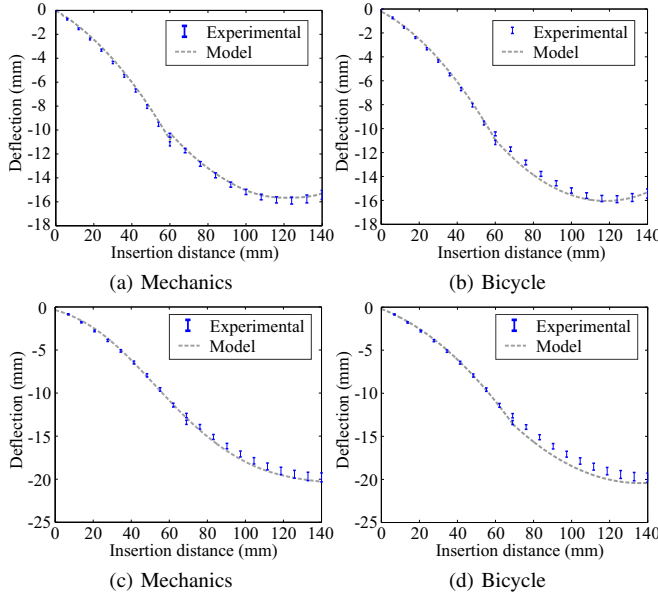 0
-2
-4
-6
-8
-10
-12
-14
-16
-18
Deflection (mm)
0 20 40 60 80 100 120 140
Insertion distance (mm)
Experimental
Model
(a) Mechanics
0
-2
-4
-6
-8
-10
-12
-14
-16
-18
Deflection (mm)
0 20 40 60 80 100 120 140
Insertion distance (mm)
Experimental
Model
(b) Bicycle
0
-5
-10
-15
-20
-25
Deflection (mm)
0 20 40 60 80 100 120 140
Insertion distance (mm)
Experimental
Model
(c) Mechanics
0
-5
-10
-15
-20
-25
Deflection (mm)
0 20 40 60 80 100 120 140
Insertion distance (mm)
Experimental
Model
(d) Bicycle